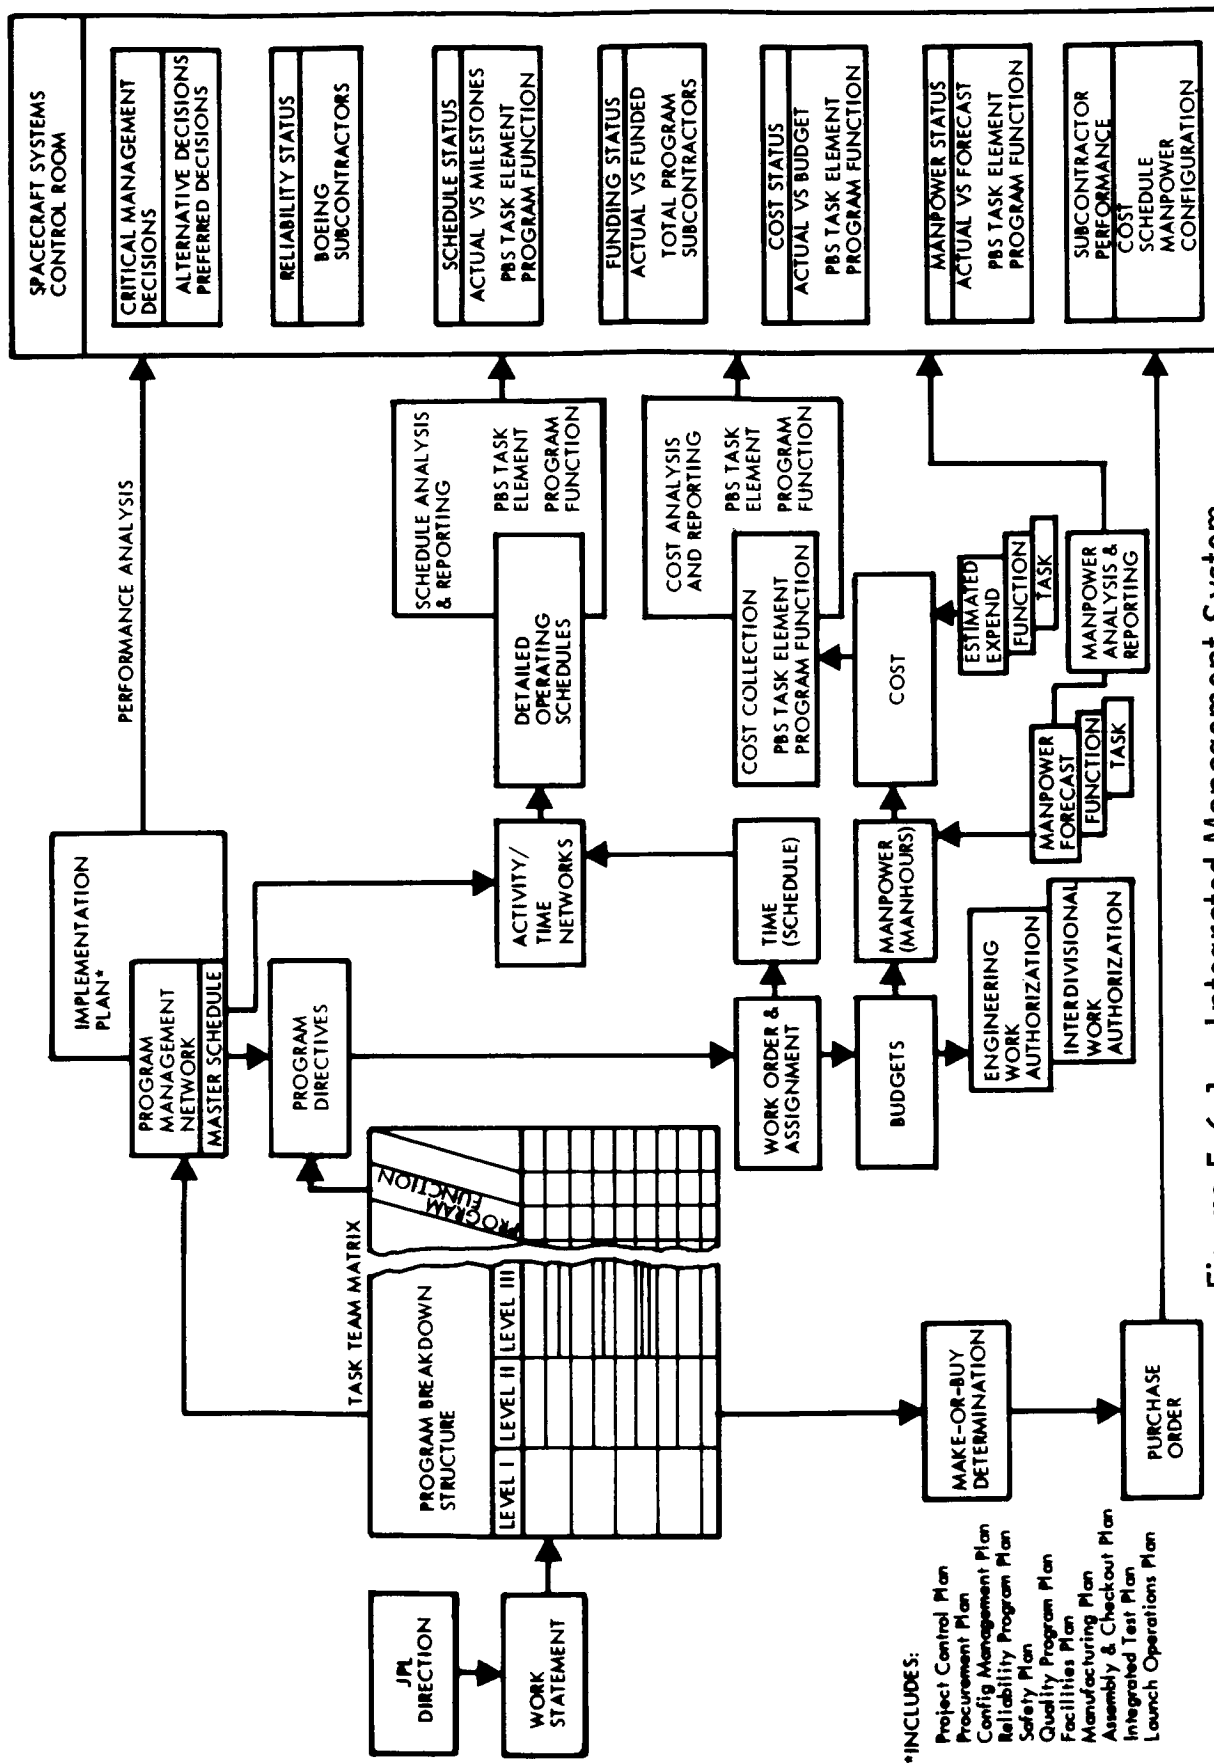 JPL
DIRECTION
WORK
STATEMENT
TASK TEAM MATRIX
PROGRAM BREAKDOWN
STRUCTURE
LEVEL I
LEVEL II
LEVEL III
PROGRAM
FUNCTION
MAKE-OR-BUY
DETERMINATION
PURCHASE
ORDER
IMPLEMENTATION
PLAN*
PROGRAM
MANAGEMENT
NETWORK
MASTER SCHEDULE
PROGRAM
DIRECTIVES
WORK ORDER &
ASSIGNMENT
BUDGETS
ENGINEERING
WORK
AUTHORIZATION
INTERDIVISIONAL
WORK
AUTHORIZATION
ACTIVITY/
TIME
NETWORKS
TIME
(SCHEDULE)
MANPOWER
(MANHOURS)
MANPOWER
FORECAST
FUNCTION
TASK
PERFORMANCE ANALYSIS
SCHEDULE ANALYSIS
& REPORTING
PBS TASK
ELEMENT
PROGRAM
FUNCTION
DETAILED
OPERATING
SCHEDULES
COST ANALYSIS
AND REPORTING
PBS TASK
ELEMENT
PROGRAM
FUNCTION
COST COLLECTION
PBS TASK ELEMENT
PROGRAM FUNCTION
COST
ESTIMATED
EXPEND
FUNCTION
TASK
MANPOWER
ANALYSIS &
REPORTING
SPACECRAFT SYSTEMS
CONTROL ROOM
CRITICAL MANAGEMENT
DECISIONS
ALTERNATIVE DECISIONS
PREFERRED DECISIONS
RELIABILITY STATUS
BOEING
SUBCONTRACTORS
SCHEDULE STATUS
ACTUAL VS MILESTONES
PBS TASK ELEMENT
PROGRAM FUNCTION
FUNDING STATUS
ACTUAL VS FUNDED
TOTAL PROGRAM
SUBCONTRACTORS
COST STATUS
ACTUAL VS BUDGET
PBS TASK ELEMENT
PROGRAM FUNCTION
MANPOWER STATUS
ACTUAL VS FORECAST
PBS TASK ELEMENT
PROGRAM FUNCTION
SUBCONTRACTOR
PERFORMANCE
COST
SCHEDULE
MANPOWER
CONFIGURATION
*INCLUDES:
Project Control Plan
Procurement Plan
Config Management Plan
Reliability Program Plan
Safety Plan
Quality Program Plan
Facilities Plan
Manufacturing Plan
Assembly & Checkout Plan
Integrated Test Plan
Launch Operations Plan
Integrated Management System